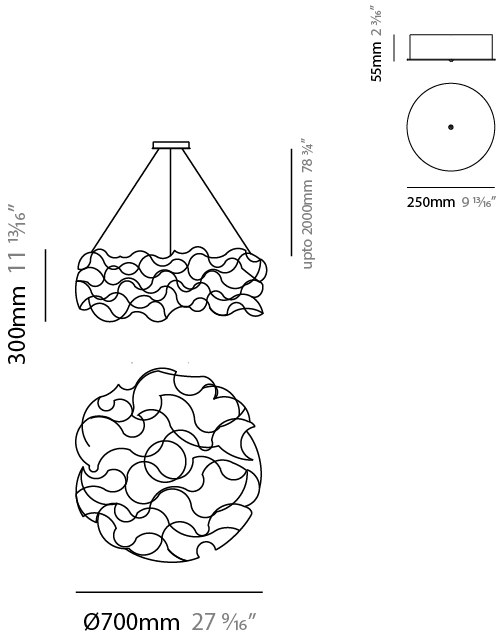 55mm 2 3/16”
250mm 9 13/16”
upto 2000mm 78 3/4”
300mm 11 13/16”
Ø700mm 27 9/16”